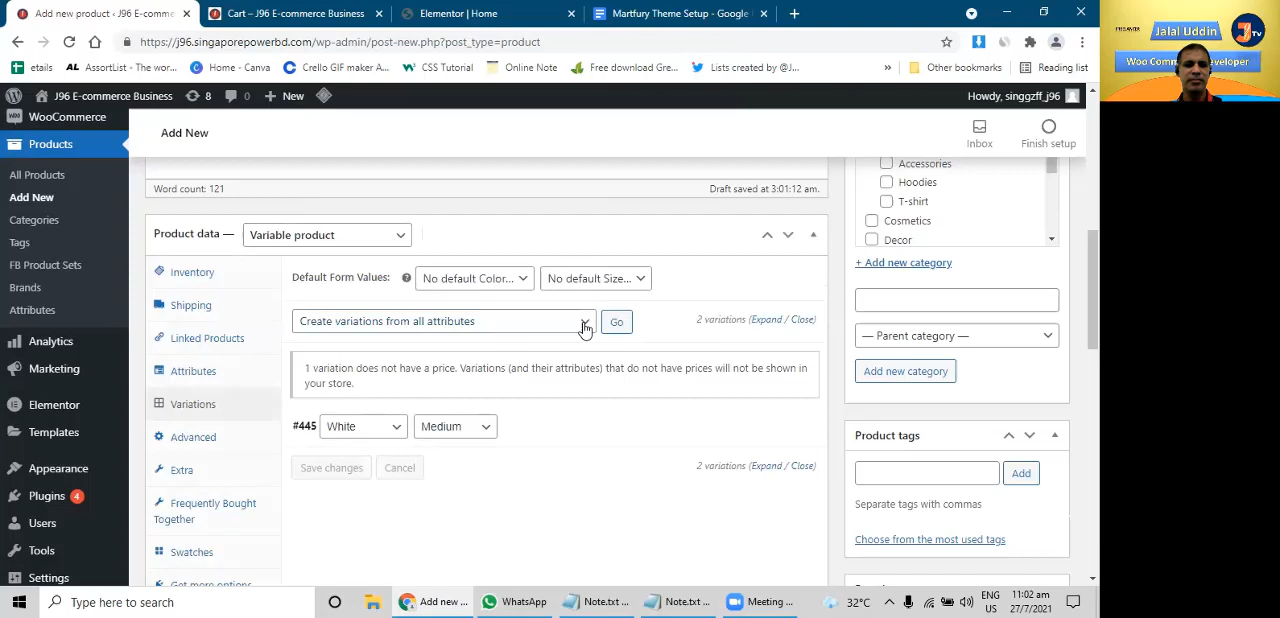 Add new product ‹ J96 E-comm
Cart – J96 E-commerce Business
Elementor | Home
Martfury Theme Setup - Google
https://j96.singaporepowerbd.com/wp-admin/post-new.php?post_type=product
etails
AssortList - The wor...
Home - Canva
Crello GIF maker A...
CSS Tutorial
Online Note
Free download Gre...
Lists created by @J...
»
Other bookmarks
Reading list
J96 E-commerce Business
8
0
New
Howdy, singgzff_j96
Jalal Uddin
TV
Woo Commerce Developer
WooCommerce
Products
All Products
Add New
Categories
Tags
FB Product Sets
Brands
Attributes
Analytics
Marketing
Elementor
Templates
Appearance
Plugins 4
Users
Tools
Settings
Add New
Inbox
Finish setup
Word count: 121
Draft saved at 3:01:12 am.
Product data —
Variable product
Inventory
Shipping
Linked Products
Attributes
Variations
Advanced
Extra
Frequently Bought
Together
Swatches
Get more options
Default Form Values:
No default Color...
No default Size...
Create variations from all attributes
Go
2 variations (Expand / Close)
1 variation does not have a price. Variations (and their attributes) that do not have prices will not be shown in
your store.
#445
White
Medium
Save changes
Cancel
2 variations (Expand / Close)
Accessories
Hoodies
T-shirt
Cosmetics
Decor
+ Add new category
— Parent category —
Add new category
Product tags
Add
Separate tags with commas
Choose from the most used tags
Type here to search
Add new ...
WhatsApp
Note.txt ...
Note.txt ...
Meeting ...
32°C
ENG
US
11:02 am
27/7/2021